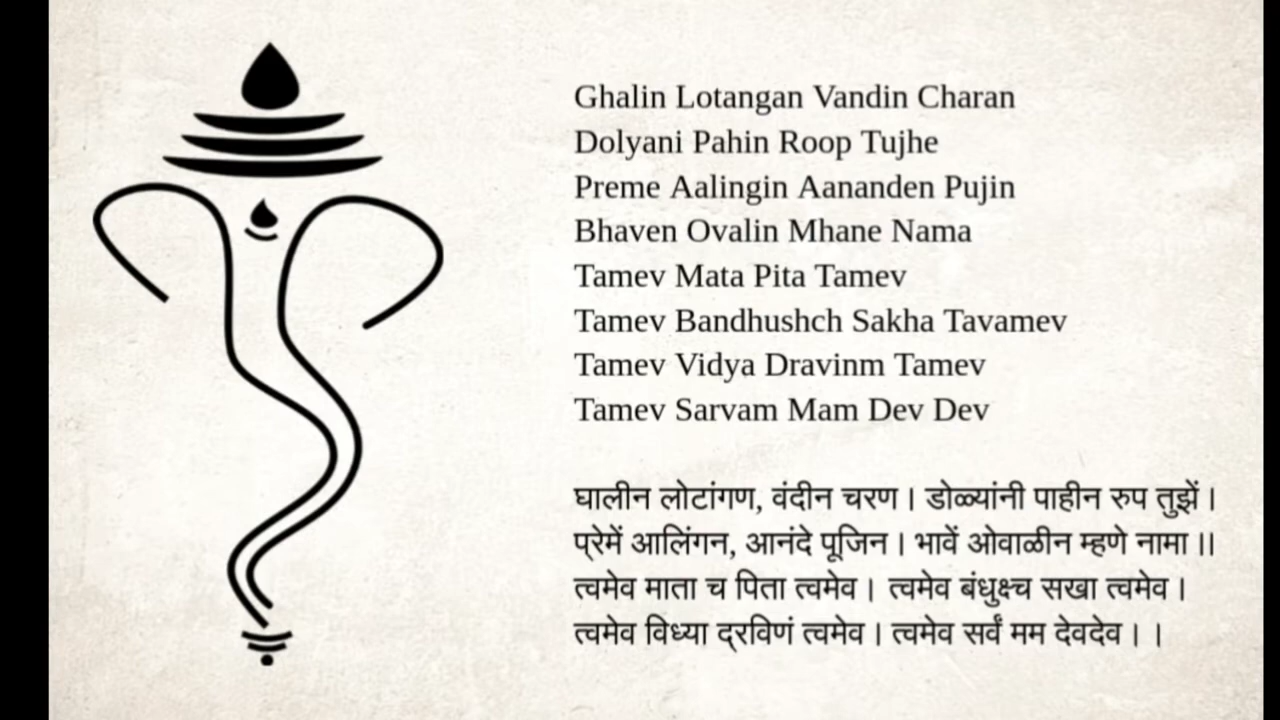 Ghalin Lotangan Vandin Charan
Dolyani Pahin Roop Tujhe
Preme Aalingin Aananden Pujin
Bhaven Ovalin Mhane Nama
Tamev Mata Pita Tamev
Tamev Bandhushch Sakha Tavamev
Tamev Vidya Dravinm Tamev
Tamev Sarvam Mam Dev Dev
घालीन लोटांगण, वंदीन चरण । डोळ्यांनी पाहीन रुप तुझें ।
प्रेमें आलिंगन, आनंदे पूजिन । भावें ओवाळीन म्हणे नामा ।।
त्वमेव माता च पिता त्वमेव । त्वमेव बंधुक्ष्च सखा त्वमेव ।
त्वमेव विध्या द्रविणं त्वमेव । त्वमेव सर्वं मम देवदेव । ।